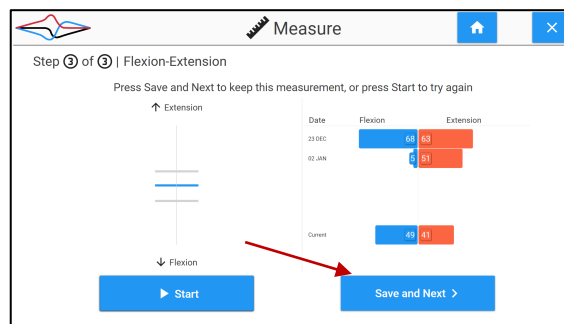 Measure
Step 3 of 3 | Flexion-Extension
Press Save and Next to keep this measurement, or press Start to try again
↑ Extension
Date Flexion Extension
23 DEC 68 63
02 JAN 5 51
Current 49 41
↓ Flexion
Start
Save and Next >